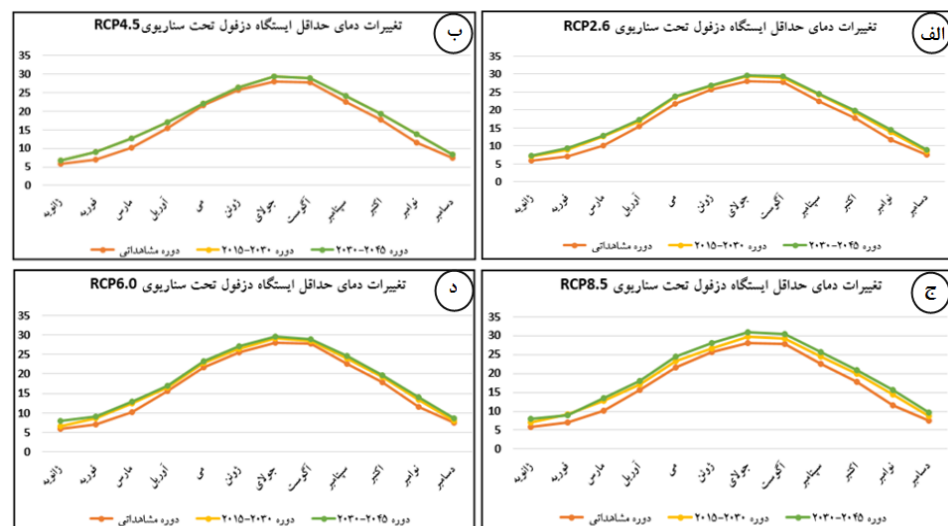 الف
تغییرات دمای حداقل ایستگاه دزفول تحت سناریوی RCP2.6
35
30
25
20
15
10
5
0
ژانویه فوریه مارس آوریل می ژوئن جولای آگوست سپتامبر اکتبر نوامبر دسامبر
دوره مشاهداتی دوره ۲۰۱۵-۲۰۳۰ دوره ۲۰۳۰-۲۰۴۵
ب
تغییرات دمای حداقل ایستگاه دزفول تحت سناریوی RCP4.5
35
30
25
20
15
10
5
0
ژانویه فوریه مارس آوریل می ژوئن جولای آگوست سپتامبر اکتبر نوامبر دسامبر
دوره مشاهداتی دوره ۲۰۱۵-۲۰۳۰ دوره ۲۰۳۰-۲۰۴۵
ج
تغییرات دمای حداقل ایستگاه دزفول تحت سناریوی RCP8.5
35
30
25
20
15
10
5
0
ژانویه فوریه مارس آوریل می ژوئن جولای آگوست سپتامبر اکتبر نوامبر دسامبر
دوره مشاهداتی دوره ۲۰۱۵-۲۰۳۰ دوره ۲۰۳۰-۲۰۴۵
د
تغییرات دمای حداقل ایستگاه دزفول تحت سناریوی RCP6.0
35
30
25
20
15
10
5
0
ژانویه فوریه مارس آوریل می ژوئن جولای آگوست سپتامبر اکتبر نوامبر دسامبر
دوره مشاهداتی دوره ۲۰۱۵-۲۰۳۰ دوره ۲۰۳۰-۲۰۴۵